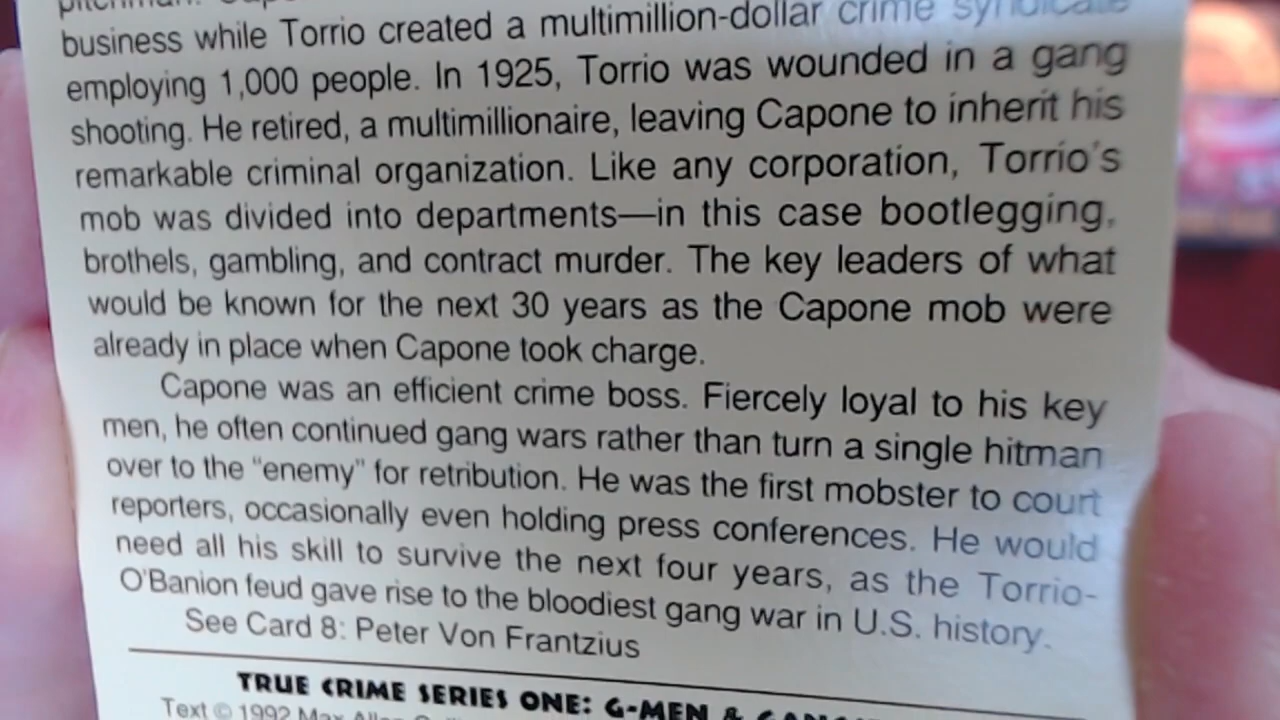 business while Torrio created a multimillion-dollar crime syndicate
employing 1,000 people. In 1925, Torrio was wounded in a gang
shooting. He retired, a multimillionaire, leaving Capone to inherit his
remarkable criminal organization. Like any corporation, Torrio's
mob was divided into departments—in this case bootlegging,
brothels, gambling, and contract murder. The key leaders of what
would be known for the next 30 years as the Capone mob were
already in place when Capone took charge.
Capone was an efficient crime boss. Fiercely loyal to his key
men, he often continued gang wars rather than turn a single hitman
over to the “enemy” for retribution. He was the first mobster to court
reporters, occasionally even holding press conferences. He would
need all his skill to survive the next four years, as the Torrio-
O'Banion feud gave rise to the bloodiest gang war in U.S. history.
See Card 8: Peter Von Frantzius
TRUE CRIME SERIES ONE: G-MEN &
Text © 1992 Max Allan